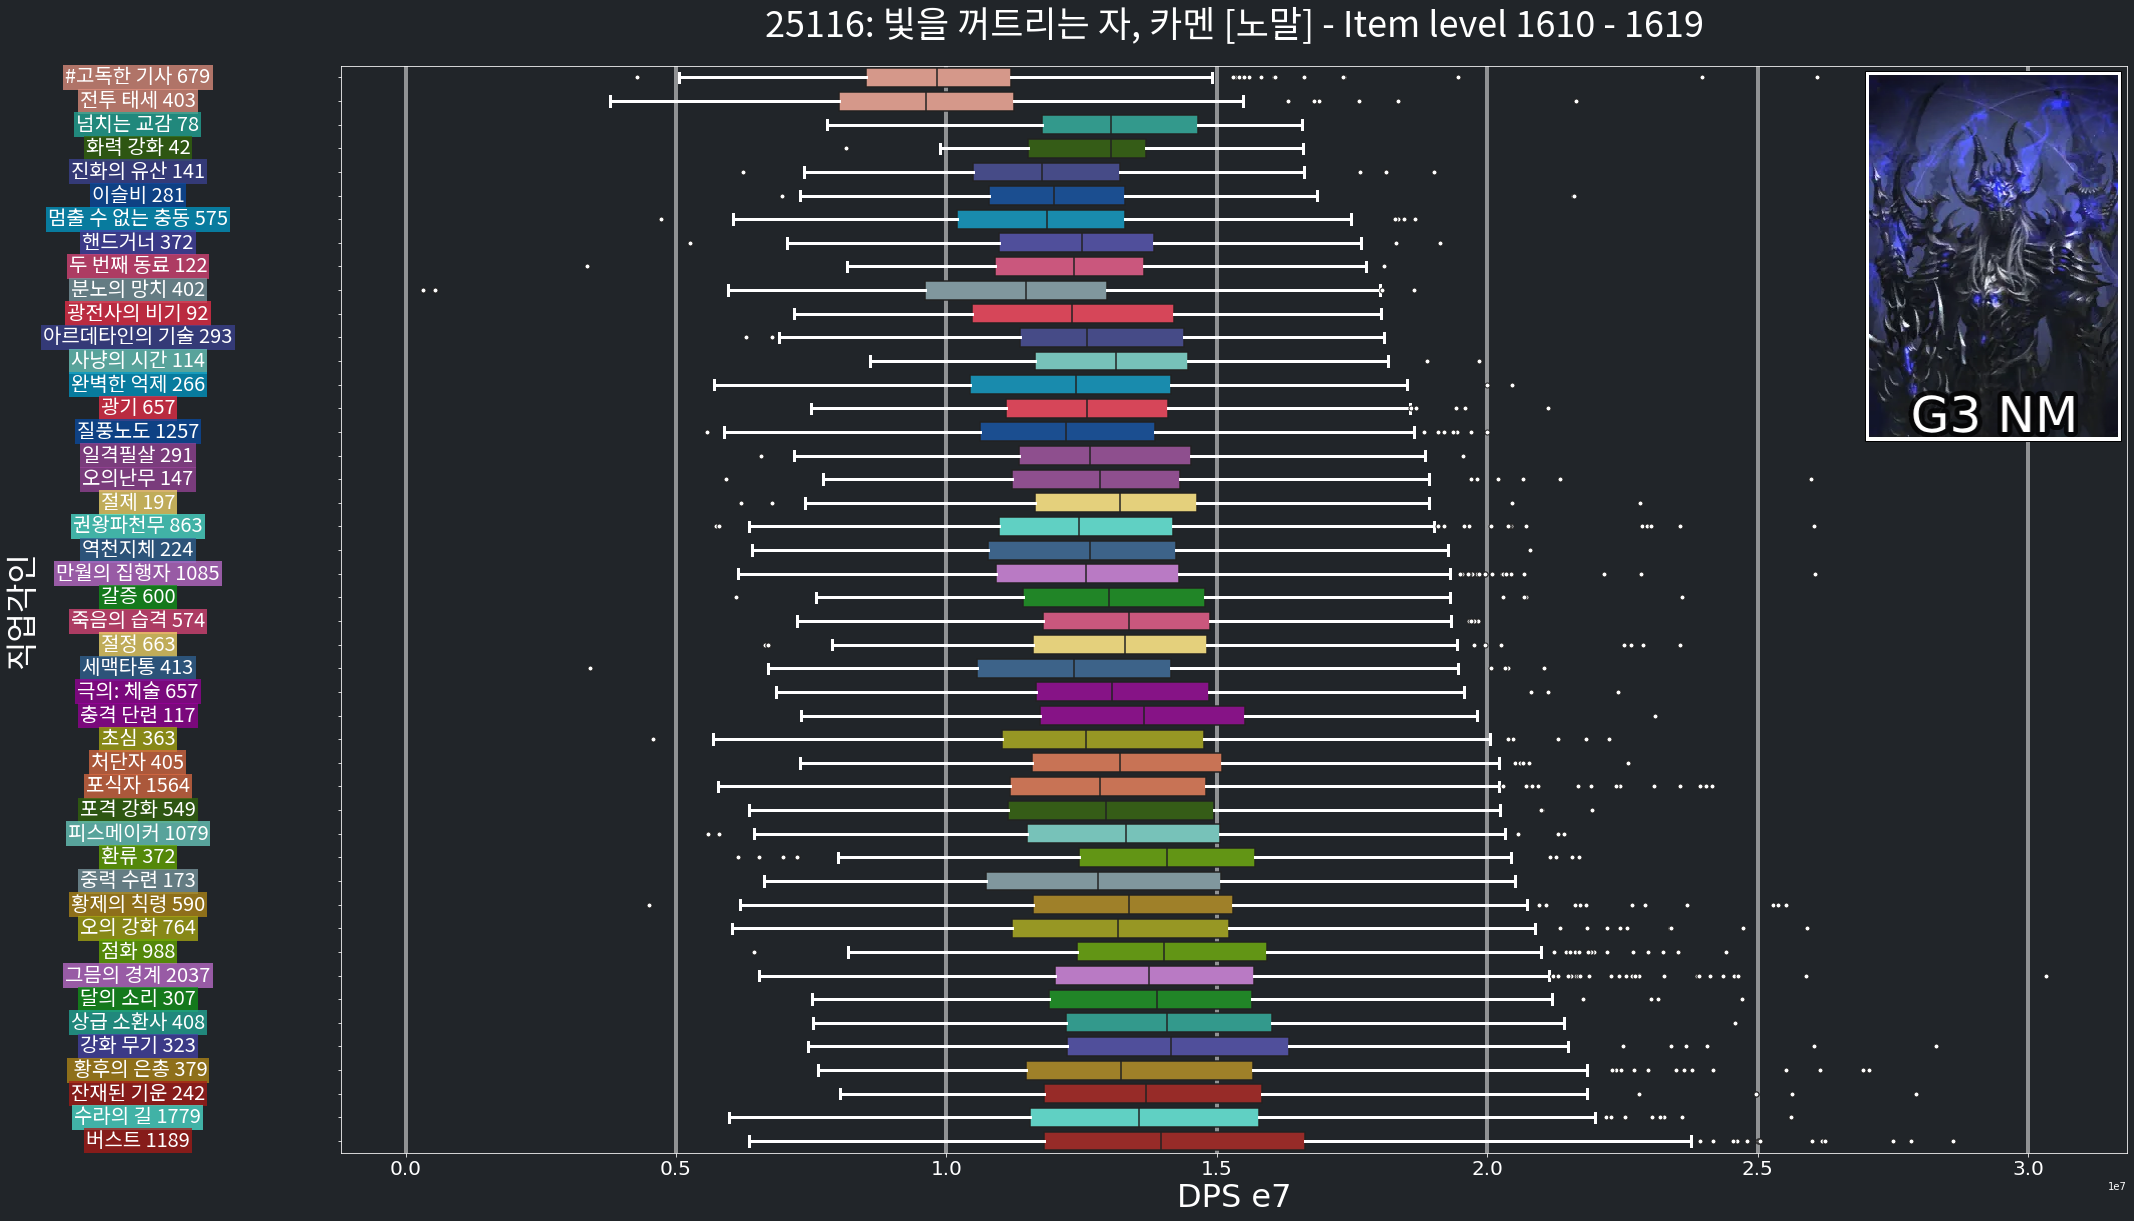 25116: 빛을 꺼트리는 자, 카멘 [노말] - Item level 1610 - 1619
#고독한 기사 679
전투 태세 403
넘치는 교감 78
화력 강화 42
진화의 유산 141
이슬비 281
멈출 수 없는 충동 575
핸드거너 372
두 번째 동료 122
분노의 망치 402
광전사의 비기 92
아르데타인의 기술 293
사냥의 시간 114
완벽한 억제 266
광기 657
질풍노도 1257
일격필살 291
오의난무 147
절제 197
권왕파천무 863
역천지체 224
만월의 집행자 1085
갈증 600
죽음의 습격 574
절정 663
세맥타통 413
극의: 체술 657
충격 단련 117
초심 363
처단자 405
포식자 1564
포격 강화 549
피스메이커 1079
환류 372
중력 수련 173
황제의 칙령 590
오의 강화 764
점화 988
그믐의 경계 2037
달의 소리 307
상급 소환사 408
강화 무기 323
황후의 은총 379
잔재된 기운 242
수라의 길 1779
버스트 1189
직업각인
G3 NM
0.0 0.5 1.0 1.5 2.0 2.5 3.0
1e7
DPS e7